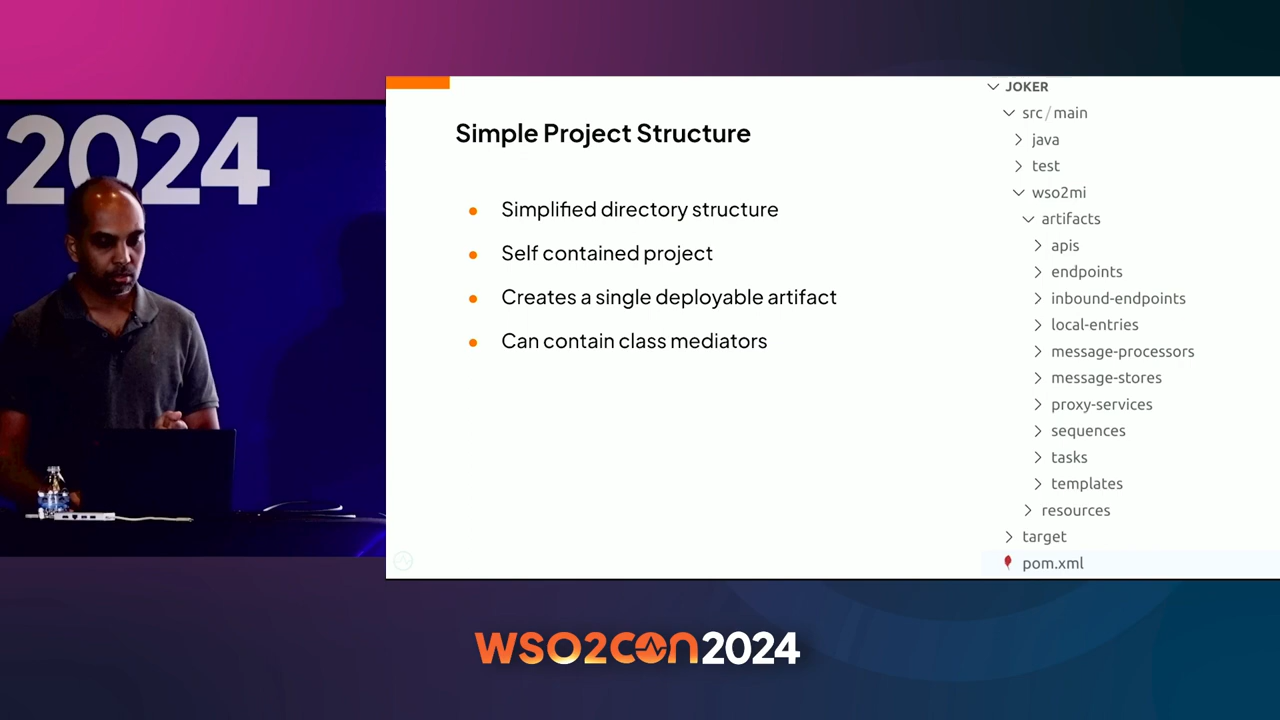 2024
Simple Project Structure
Simplified directory structure
Self contained project
Creates a single deployable artifact
Can contain class mediators
JOKER
src/main
java
test
wso2mi
artifacts
apis
endpoints
inbound-endpoints
local-entries
message-processors
message-stores
proxy-services
sequences
tasks
templates
resources
target
pom.xml
WSO2CON2024